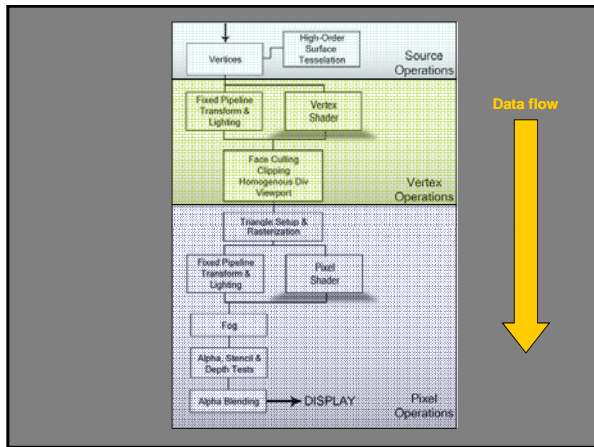 High-Order
Surface
Tesselation
Vertices
Source
Operations
Fixed Pipeline
Transform &
Lighting
Vertex
Shader
Data flow
Face Culling
Clipping
Homogenous Div
Viewport
Vertex
Operations
Triangle Setup &
Rasterization
Fixed Pipeline
Transform &
Lighting
Pixel
Shader
Fog
Alpha, Stencil &
Depth Tests
Alpha Blending
DISPLAY
Pixel
Operations